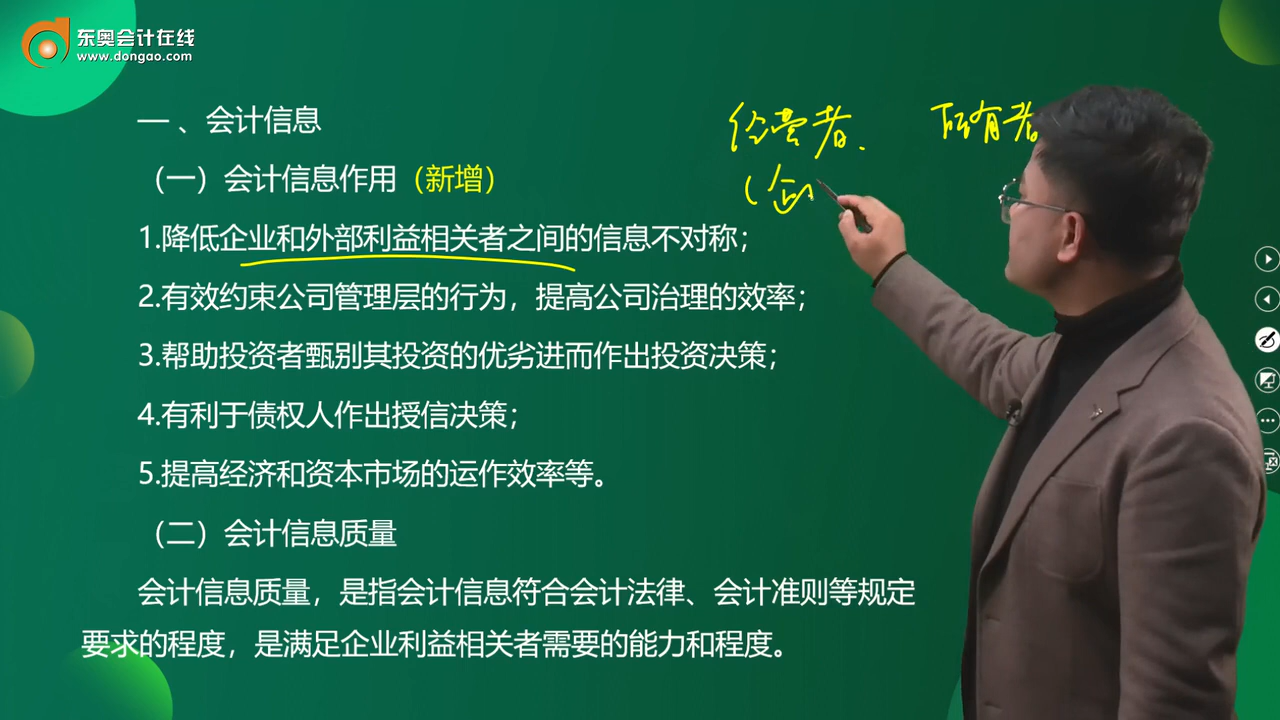 东奥会计在线
www.dongao.com
一、会计信息
（一）会计信息作用（新增）
经营者. 所有者
1.降低企业和外部利益相关者之间的信息不对称；
2.有效约束公司管理层的行为，提高公司治理的效率；
3.帮助投资者甄别其投资的优劣进而作出投资决策；
4.有利于债权人作出授信决策；
5.提高经济和资本市场的运作效率等。
（二）会计信息质量
会计信息质量，是指会计信息符合会计法律、会计准则等规定
要求的程度，是满足企业利益相关者需要的能力和程度。